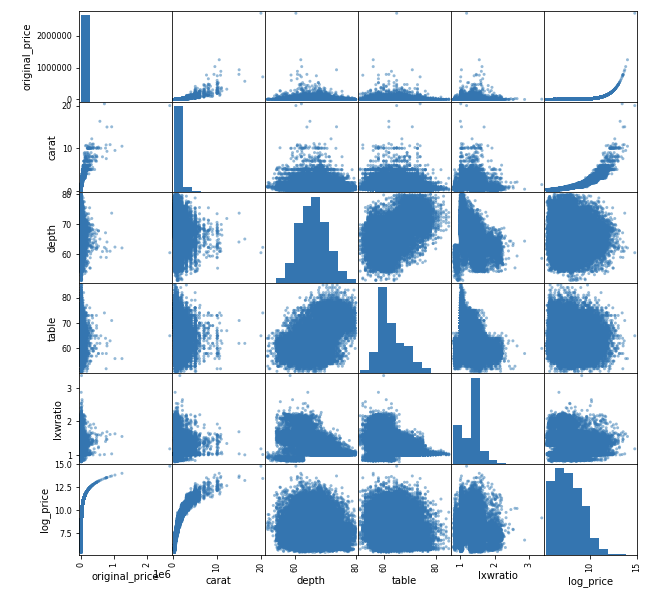 original_price
2000000
1000000
0
carat
20
10
0
depth
80
70
60
table
80
70
60
lxwratio
3
2
1
log_price
15.0
12.5
10.0
7.5
0
1
2
1e6
original_price
0
10
20
carat
60
80
depth
60
80
table
1
2
3
lxwratio
10
15
log_price